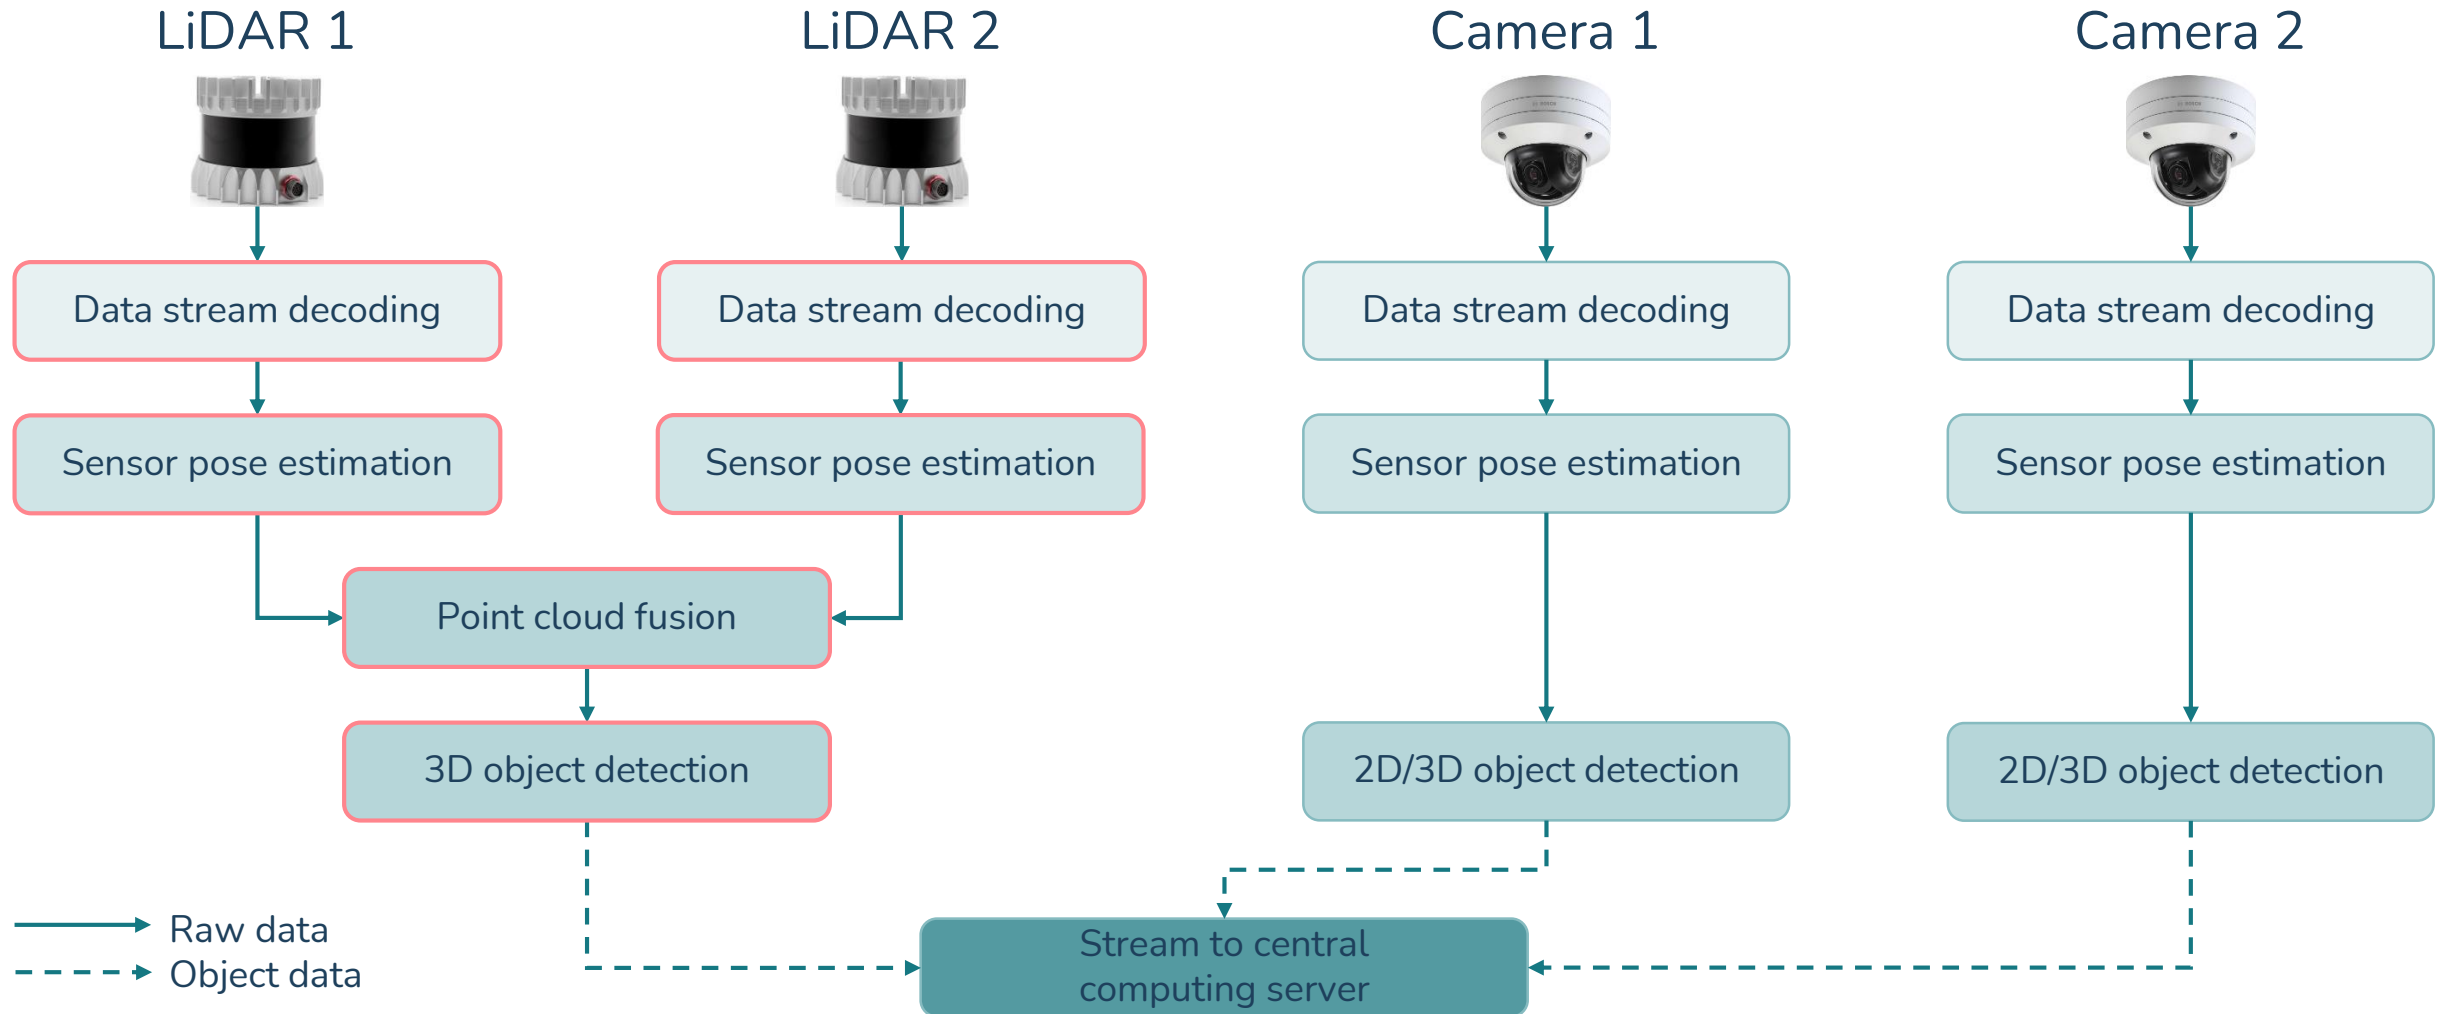 LiDAR 1
LiDAR 2
Camera 1
Camera 2
Data stream decoding
Data stream decoding
Data stream decoding
Data stream decoding
Sensor pose estimation
Sensor pose estimation
Sensor pose estimation
Sensor pose estimation
Point cloud fusion
3D object detection
2D/3D object detection
2D/3D object detection
Raw data
Object data
Stream to central
computing server